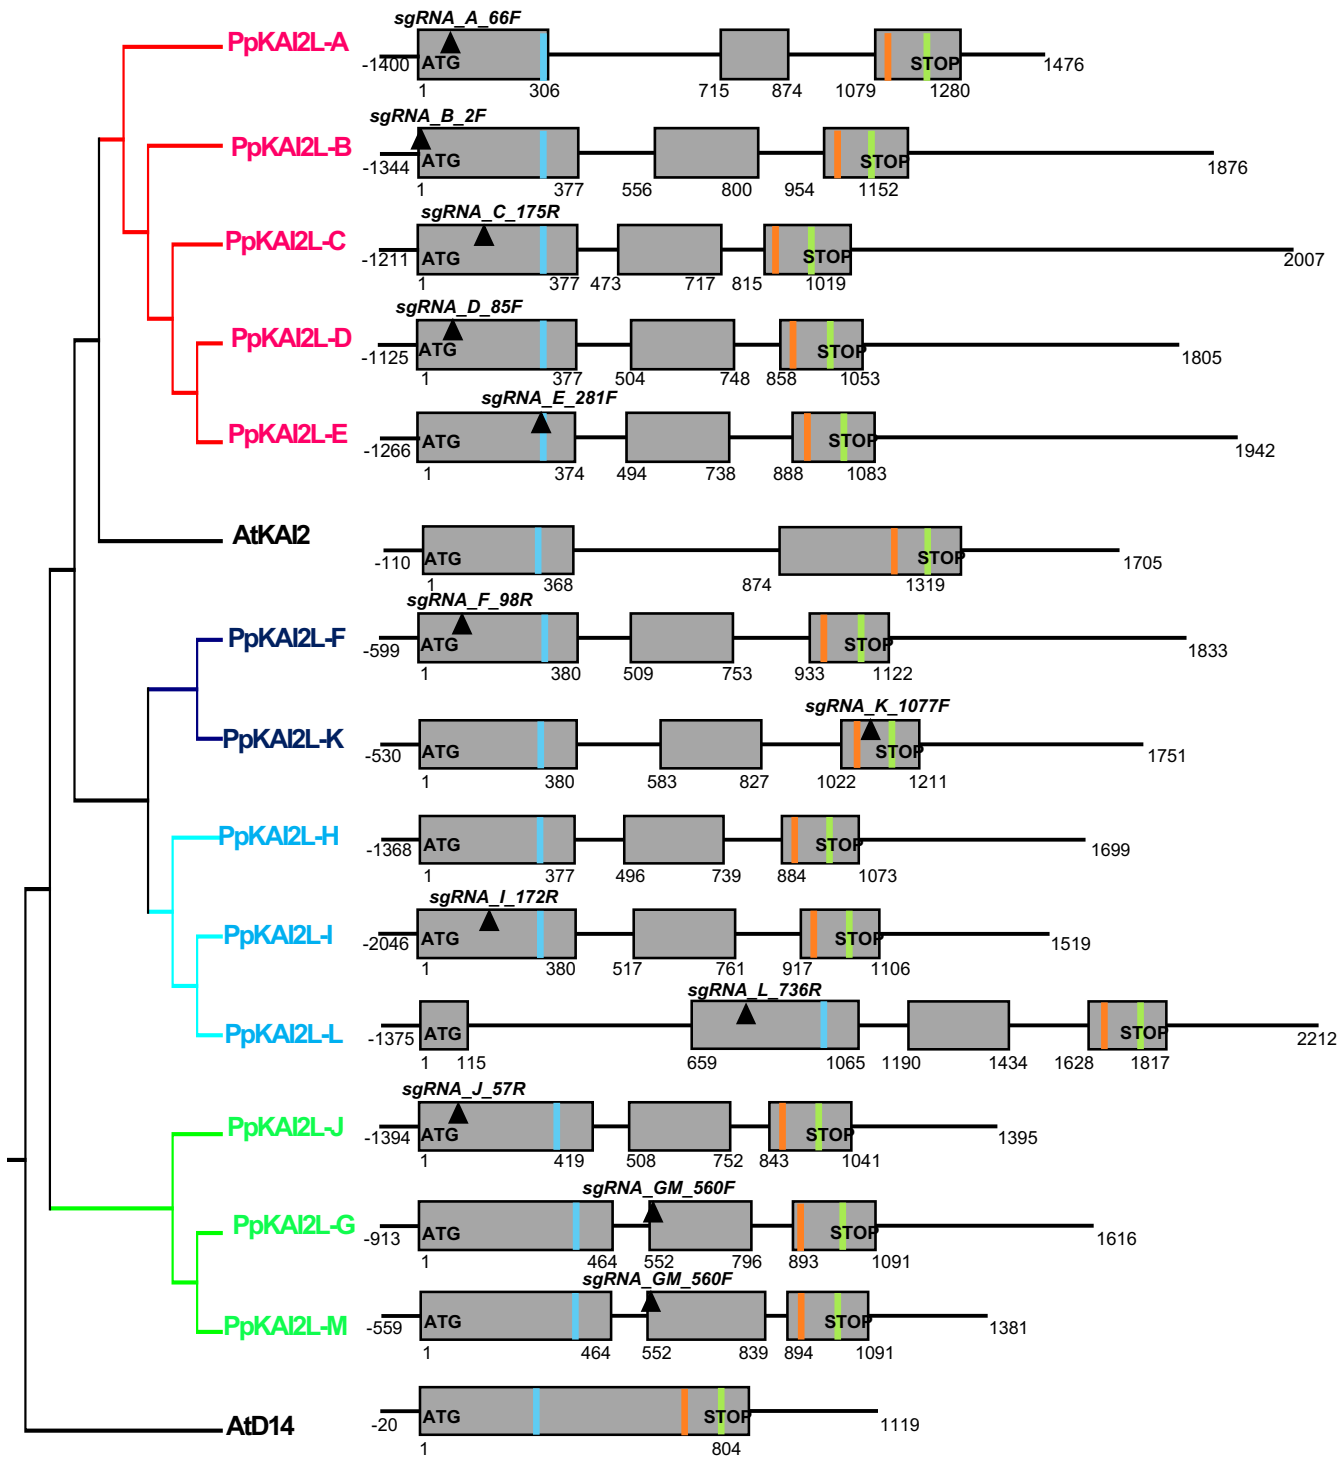 sgRNA_A_66F
PpKAI2L-A
-1400 ATG STOP 1476
1 306 715 874 1079 1280
sgRNA_B_2F
PpKAI2L-B
-1344 ATG STOP 1876
1 377 556 800 954 1152
sgRNA_C_175R
PpKAI2L-C
-1211 ATG STOP 2007
1 377 473 717 815 1019
sgRNA_D_85F
PpKAI2L-D
-1125 ATG STOP 1805
1 377 504 748 858 1053
sgRNA_E_281F
PpKAI2L-E
-1266 ATG STOP 1942
1 374 494 738 888 1083
AtKAI2
-110 ATG STOP 1705
1 368 874 1319
sgRNA_F_98R
PpKAI2L-F
-599 ATG STOP 1833
1 380 509 753 933 1122
sgRNA_K_1077F
PpKAI2L-K
-530 ATG STOP 1751
1 380 583 827 1022 1211
PpKAI2L-H
-1368 ATG STOP 1699
1 377 496 739 884 1073
sgRNA_I_172R
PpKAI2L-I
-2046 ATG STOP 1519
1 380 517 761 917 1106
sgRNA_L_736R
PpKAI2L-L
-1375 ATG STOP 2212
1 115 659 1065 1190 1434 1628 1817
sgRNA_J_57R
PpKAI2L-J
-1394 ATG STOP 1395
1 419 508 752 843 1041
sgRNA_GM_560F
PpKAI2L-G
-913 ATG STOP 1616
1 464 552 796 893 1091
sgRNA_GM_560F
PpKAI2L-M
-559 ATG STOP 1381
1 464 552 839 894 1091
AtD14
-20 ATG STOP 1119
1 804